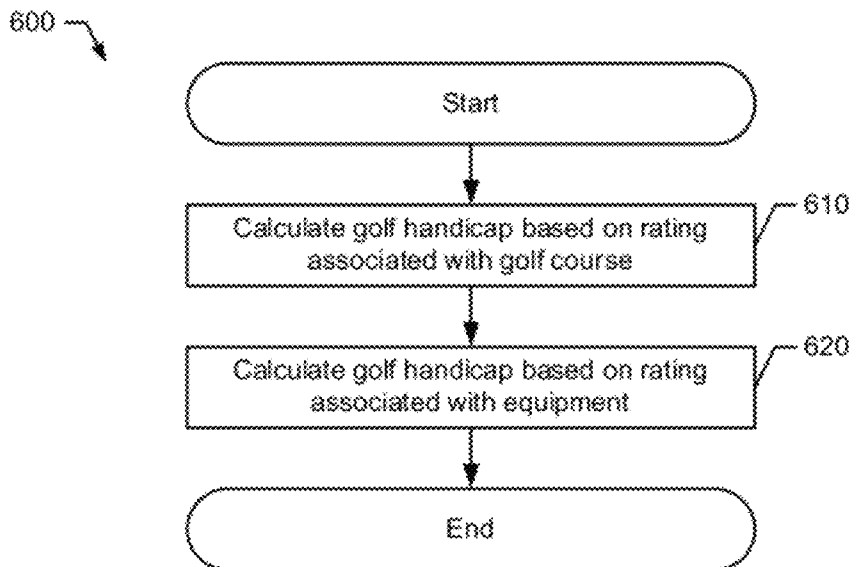 600
Start
Calculate golf handicap based on rating
associated with golf course
610
Calculate golf handicap based on rating
associated with equipment
620
End